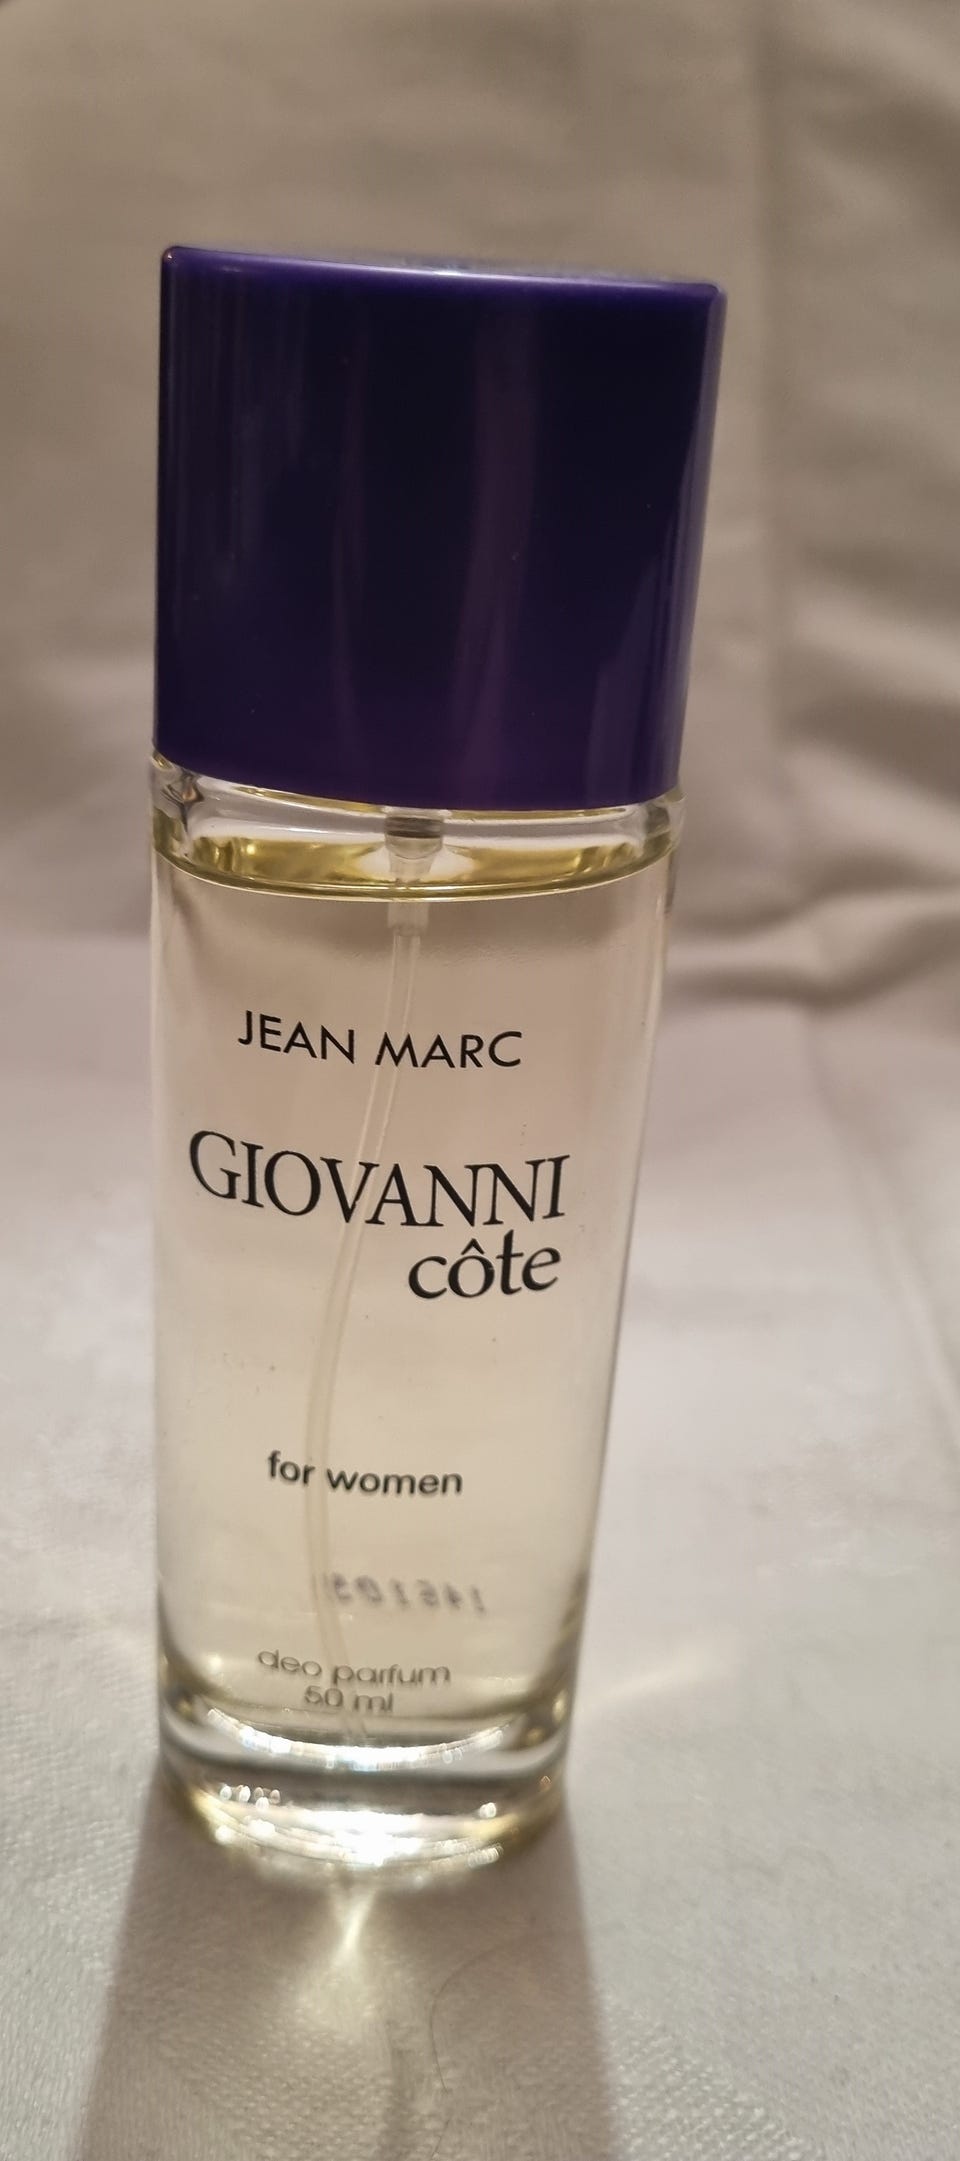 JEAN MARC
GIOVANNI
côte
for women
deo parfum
50 ml